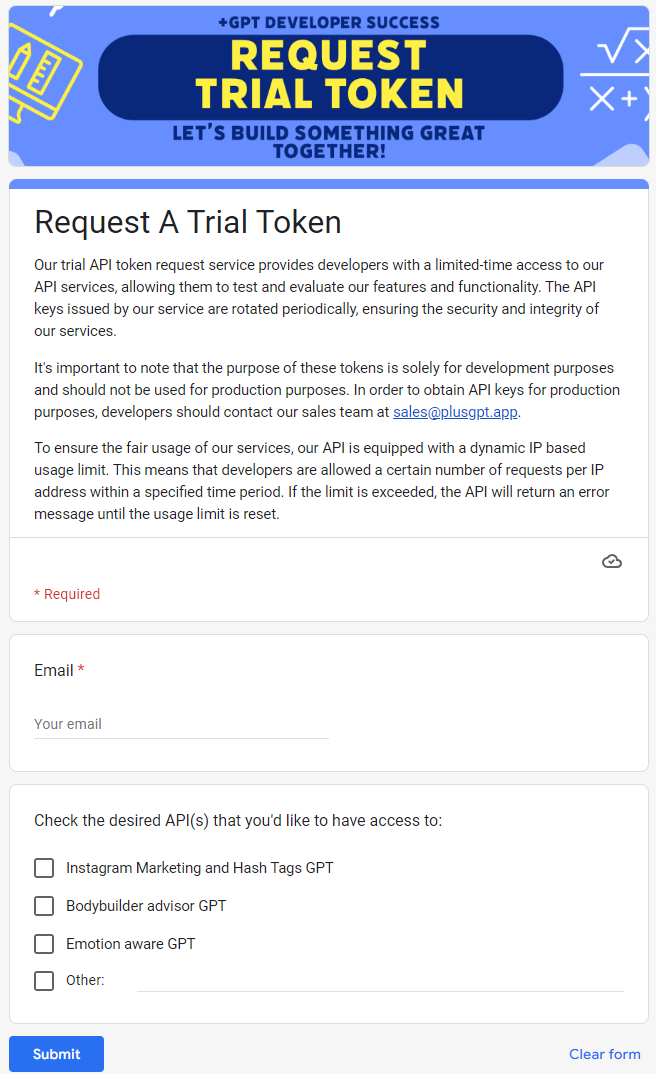 +GPT DEVELOPER SUCCESS
REQUEST
TRIAL TOKEN
LET'S BUILD SOMETHING GREAT
TOGETHER!
Request A Trial Token
Our trial API token request service provides developers with a limited-time access to our
API services, allowing them to test and evaluate our features and functionality. The API
keys issued by our service are rotated periodically, ensuring the security and integrity of
our services.
It's important to note that the purpose of these tokens is solely for development purposes
and should not be used for production purposes. In order to obtain API keys for production
purposes, developers should contact our sales team at sales@plusgpt.app.
To ensure the fair usage of our services, our API is equipped with a dynamic IP based
usage limit. This means that developers are allowed a certain number of requests per IP
address within a specified time period. If the limit is exceeded, the API will return an error
message until the usage limit is reset.
* Required
Email *
Your email
Check the desired API(s) that you'd like to have access to:
Instagram Marketing and Hash Tags GPT
Bodybuilder advisor GPT
Emotion aware GPT
Other:
Submit
Clear form